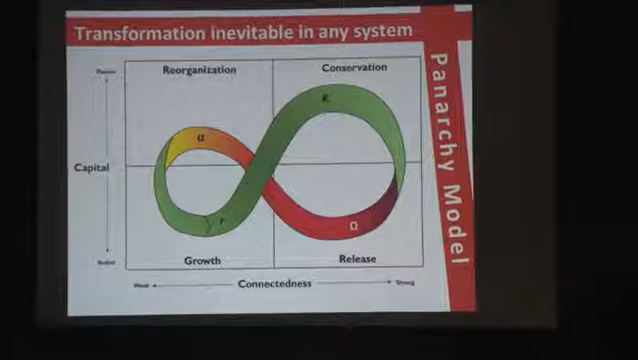 Transformation inevitable in any system
Panarchy Model
Reorganization
Conservation
K
α
Capital
r
Ω
Growth
Release
Weak
Connectedness
Strong